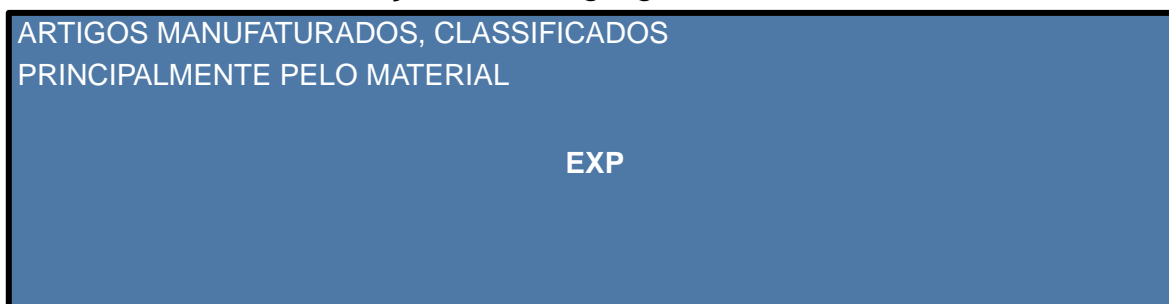 ARTIGOS MANUFATURADOS, CLASSIFICADOS
PRINCIPALMENTE PELO MATERIAL
EXP